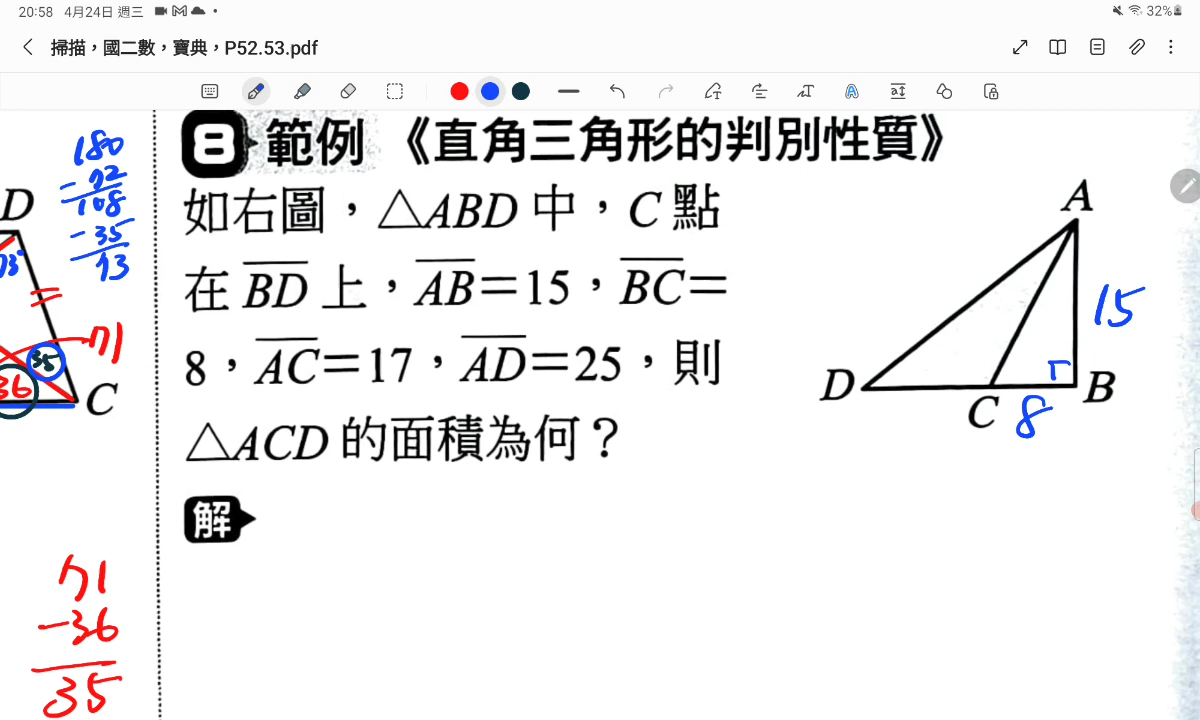 20:58 4月24日 週三
32%
掃描，國二數，寶典，P52.53.pdf
八 範例 《直角三角形的判別性質》
如右圖，△ABD 中，C 點
在 BD 上，AB=15，BC=
8，AC=17，AD=25，則
△ACD 的面積為何？
解
A
15
D
C
8
B
180
-72
108
-35
73
D
73°
71
35
36
C
71
-36
35